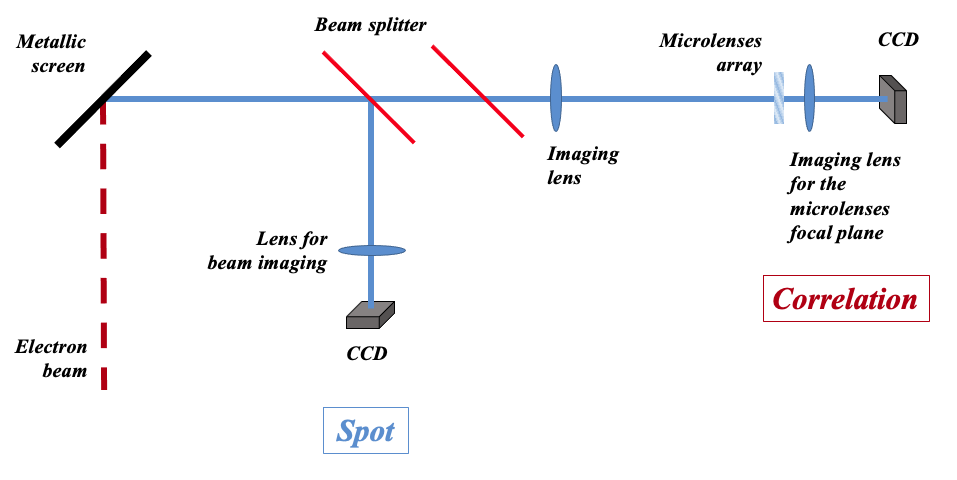 Metallic
screen
Beam splitter
Microlenses
array
CCD
Imaging
lens
Imaging lens
for the
microlenses
focal plane
Lens for
beam imaging
Correlation
CCD
Electron
beam
Spot